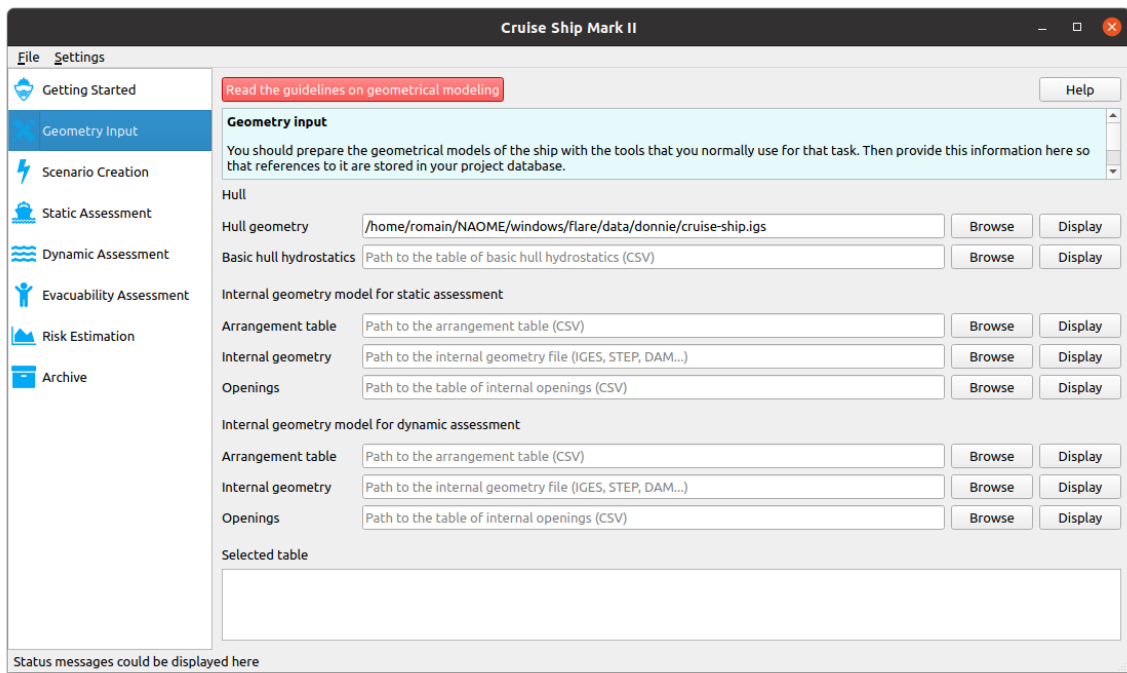 Cruise Ship Mark II
File Settings
Getting Started
Geometry Input
Scenario Creation
Static Assessment
Dynamic Assessment
Evacuability Assessment
Risk Estimation
Archive
Read the guidelines on geometrical modeling Help
Geometry input
You should prepare the geometrical models of the ship with the tools that you normally use for that task. Then provide this information here so
that references to it are stored in your project database.
Hull
Hull geometry /home/romain/NAOME/windows/flare/data/donnie/cruise-ship.igs Browse Display
Basic hull hydrostatics Path to the table of basic hull hydrostatics (CSV) Browse Display
Internal geometry model for static assessment
Arrangement table Path to the arrangement table (CSV) Browse Display
Internal geometry Path to the internal geometry file (IGES, STEP, DAM...) Browse Display
Openings Path to the table of internal openings (CSV) Browse Display
Internal geometry model for dynamic assessment
Arrangement table Path to the arrangement table (CSV) Browse Display
Internal geometry Path to the internal geometry file (IGES, STEP, DAM...) Browse Display
Openings Path to the table of internal openings (CSV) Browse Display
Selected table
Status messages could be displayed here